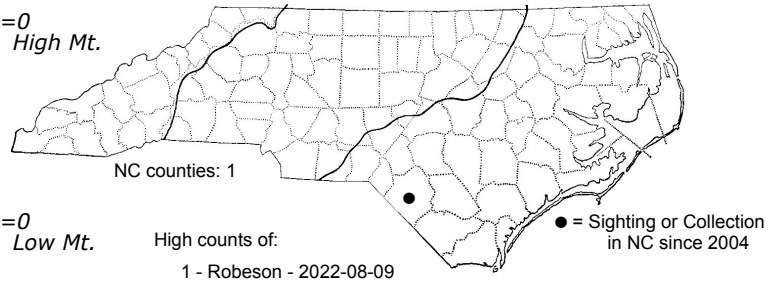 =0
High Mt.
NC counties: 1
=0
Low Mt.
High counts of:
1 - Robeson - 2022-08-09
● = Sighting or Collection
in NC since 2004